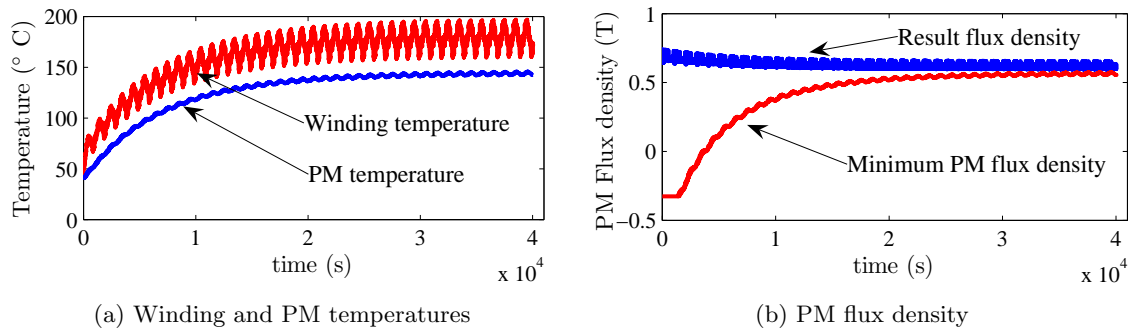 200
150
100
50
0
Temperature (° C)
Winding temperature
PM temperature
0 1 2 3 4
time (s)
x 10^4
(a) Winding and PM temperatures
1
0.5
0
−0.5
PM Flux density (T)
Result flux density
Minimum PM flux density
0 1 2 3 4
time (s)
x 10^4
(b) PM flux density